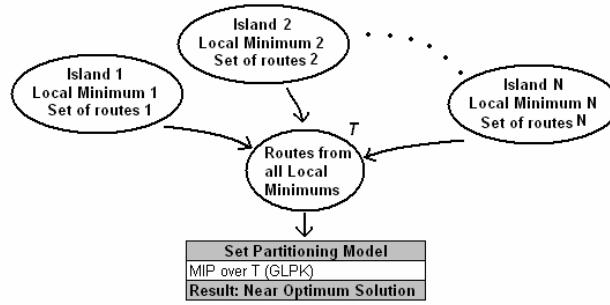 Island 1
Local Minimum 1
Set of routes 1
Island 2
Local Minimum 2
Set of routes 2
Island N
Local Minimum N
Set of routes N
T
Routes from
all Local
Minimums
Set Partitioning Model
MIP over T (GLPK)
Result: Near Optimum Solution